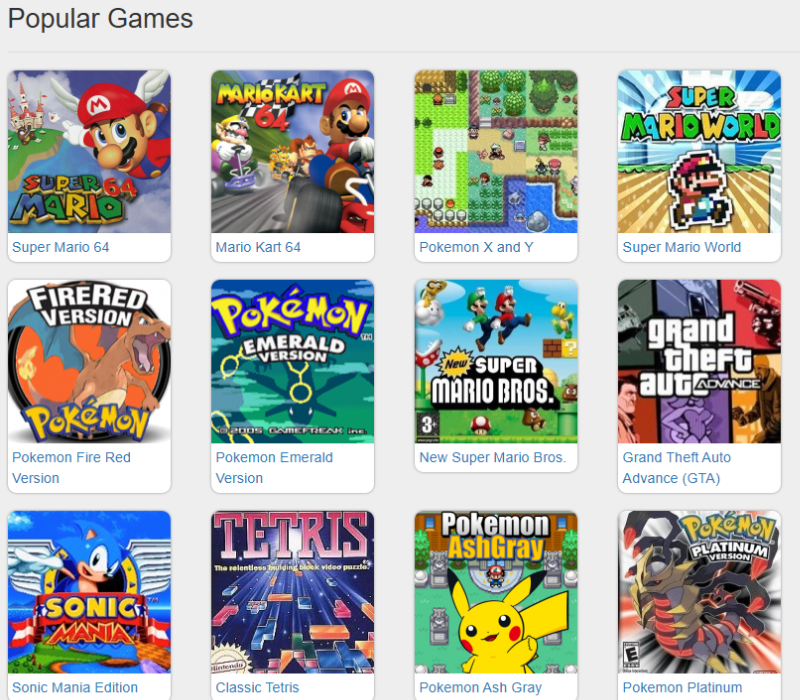 Popular Games
SUPER
MARIO 64
Super Mario 64
MARIO KART
64
Mario Kart 64
Pokemon X and Y
SUPER
MARIO WORLD
Super Mario World
FIRERED
VERSION
POKéMON
Pokemon Fire Red
Version
POKéMON
TM
EMERALD
VERSION
©2005 GAMEFREAK inc.
Pokemon Emerald
Version
New SUPER
MARIO BROS.
3+
New Super Mario Bros.
grand
theft
auto
ADVANCE
Grand Theft Auto
Advance (GTA)
SONIC
MANIA
Sonic Mania Edition
TETRIS
The relentless building block video puzzle.
Nintendo
Classic Tetris
Pokemon
AshGray
Pokemon Ash Gray
POKéMON
PLATINUM
VERSION
E
Pokemon Platinum